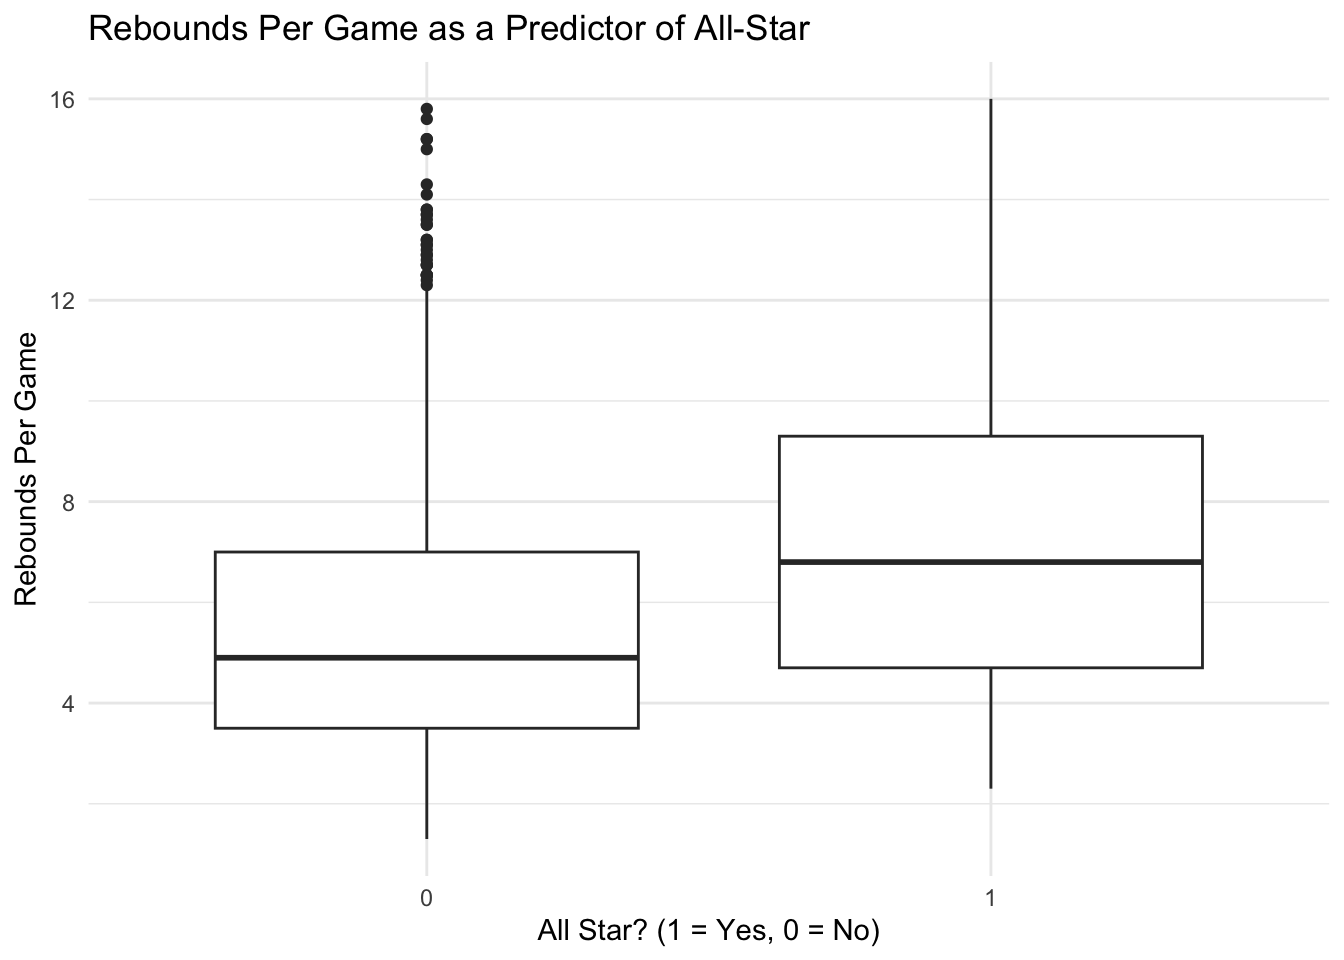 Rebounds Per Game as a Predictor of All-Star
16
12
8
4
Rebounds Per Game
0 1
All Star? (1 = Yes, 0 = No)